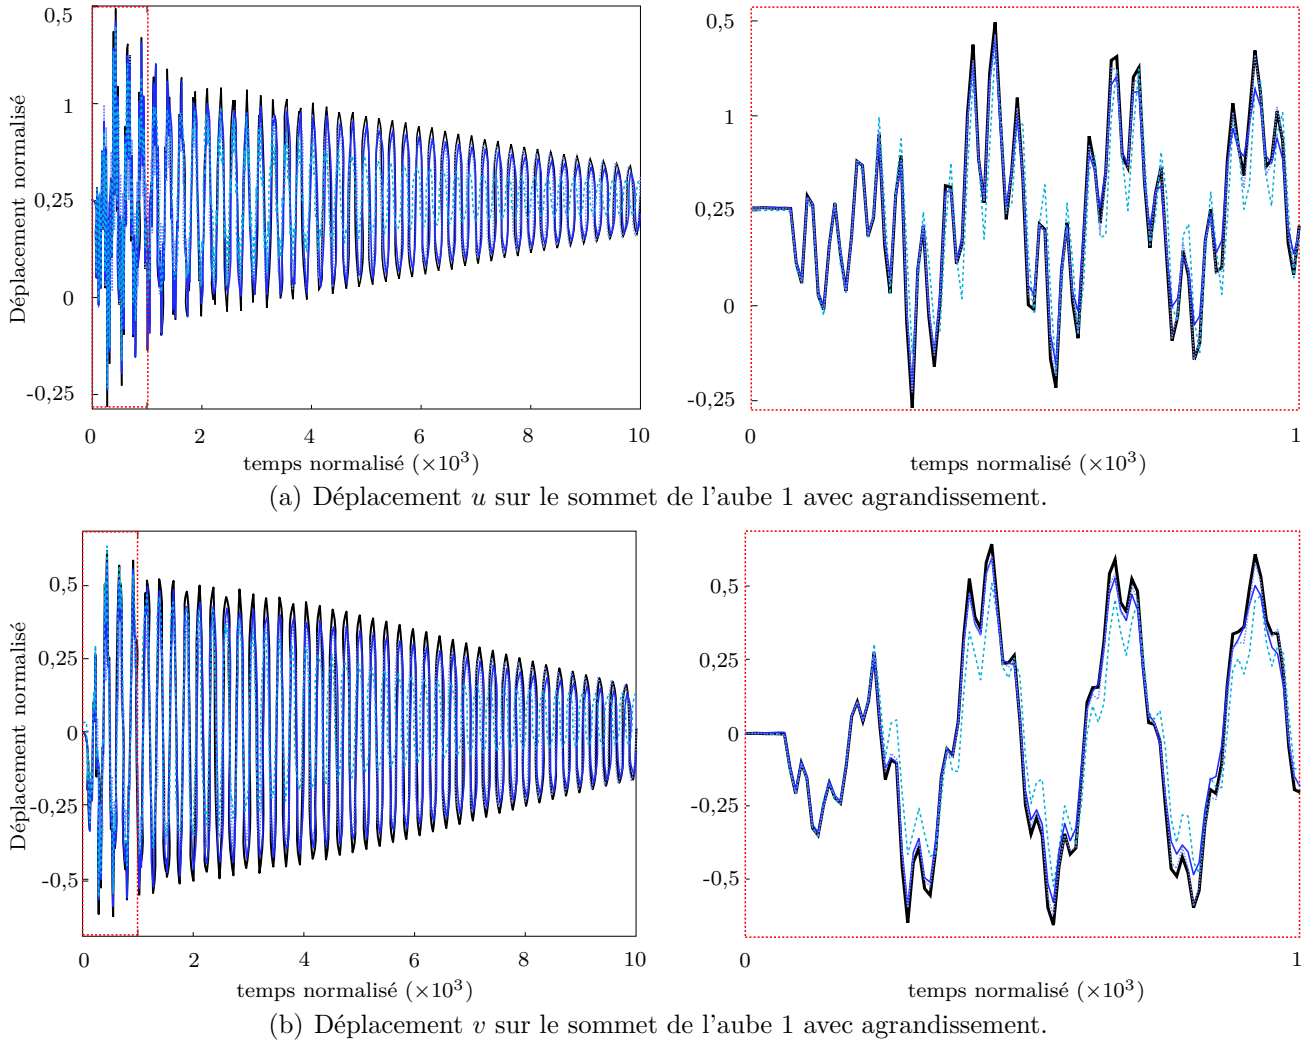 0,5
1
0,25
0
-0,25
Déplacement normalisé
0 2 4 6 8 10
temps normalisé (×10³)
0,5
1
0,25
0
-0,25
0 1
temps normalisé (×10³)
(a) Déplacement u sur le sommet de l'aube 1 avec agrandissement.
0,5
0,25
0
-0,25
-0,5
Déplacement normalisé
0 2 4 6 8 10
temps normalisé (×10³)
0,5
0,25
0
-0,25
-0,5
0 1
temps normalisé (×10³)
(b) Déplacement v sur le sommet de l'aube 1 avec agrandissement.